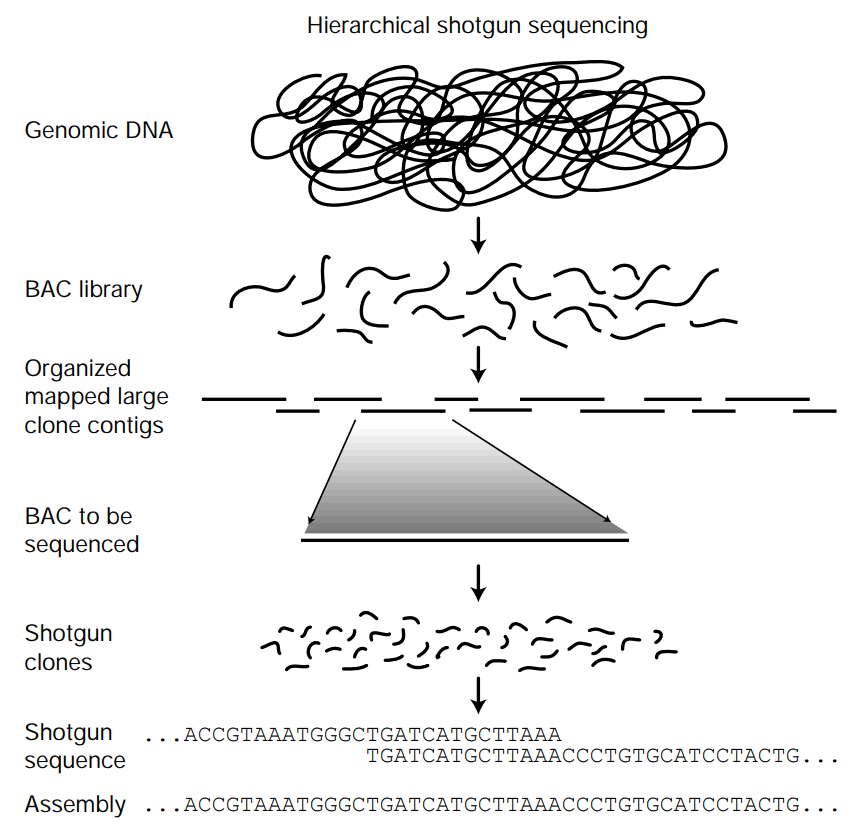 Hierarchical shotgun sequencing
Genomic DNA
BAC library
Organized
mapped large
clone contigs
BAC to be
sequenced
Shotgun
clones
Shotgun
sequence
...ACCGTAAATGGGCTGATCATGCTTAAA
TGATCATGCTTAAACCCTGTGCATCCTACTG...
Assembly ...ACCGTAAATGGGCTGATCATGCTTAAACCCTGTGCATCCTACTG...